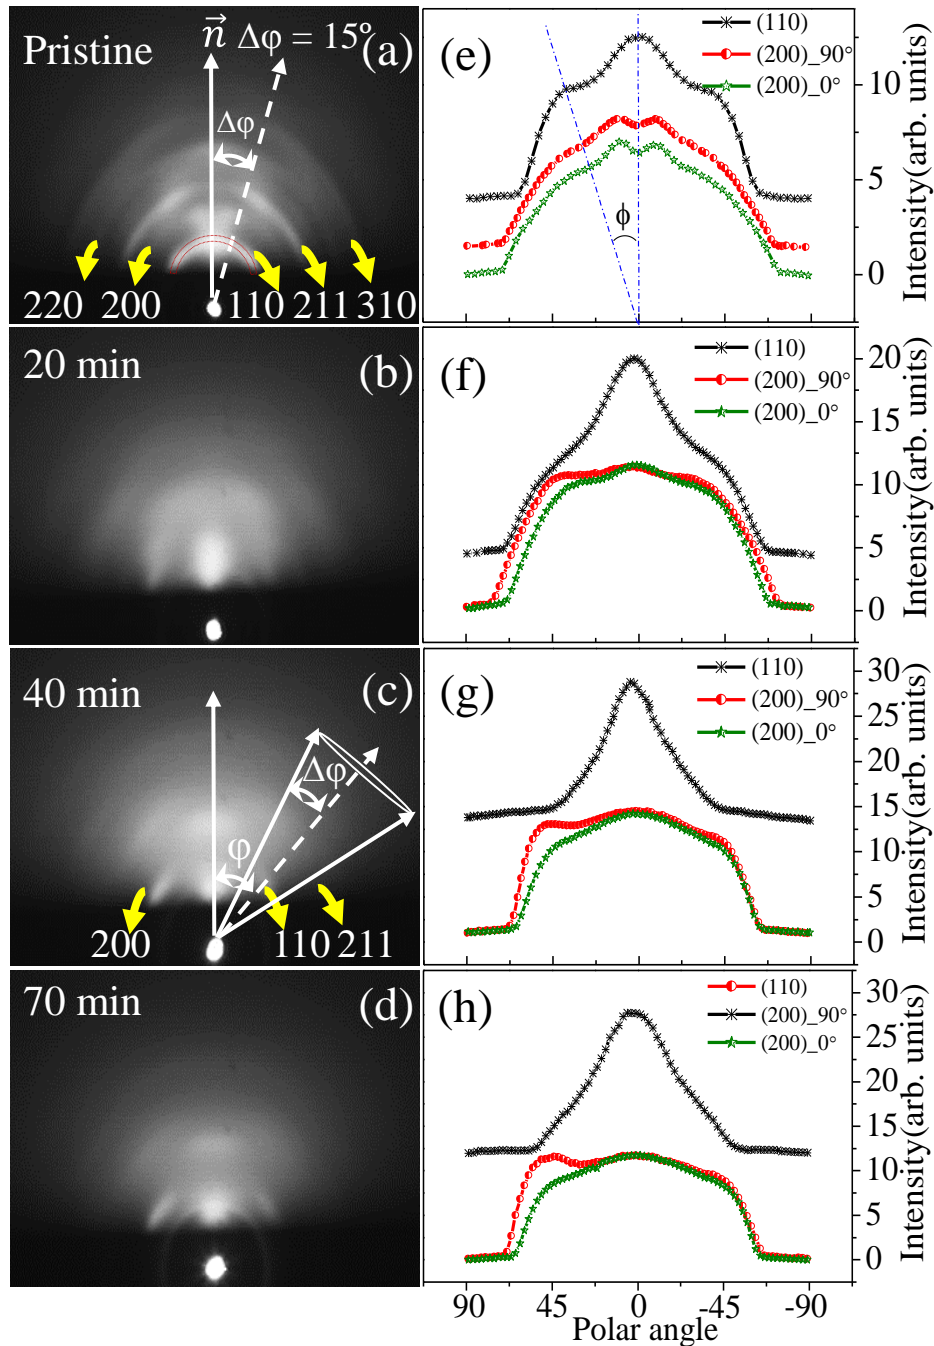 Pristine
n⃗ Δφ = 15°
(a)
Δφ
220 200 110 211 310
20 min
(b)
40 min
(c)
Δφ
φ
200 110 211
70 min
(d)
(e)
(110)
(200)_90°
(200)_0°
ϕ
10
5
0
Intensity(arb. units)
(f)
(110)
(200)_90°
(200)_0°
20
15
10
5
0
Intensity(arb. units)
(g)
(110)
(200)_90°
(200)_0°
30
25
20
15
10
5
0
Intensity(arb. units)
(h)
(110)
(200)_90°
(200)_0°
30
25
20
15
10
5
0
Intensity(arb. units)
90 45 0 -45 -90
Polar angle